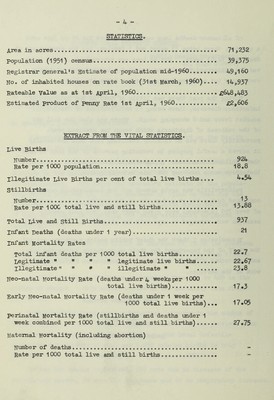 - 4 -
STATISTICS.
Area in acres 71,232
Population (1951) census 39,375
Registrar General's Estimate of population mid-1960 49,160
No. of inhabited houses on rate book (31st March, 1960) 14,937
Rateable Value as at 1st April, 1960 £648,483
Estimated Product of Penny Rate 1st April, 1960 £2,606
EXTRACT FROM THE VITAL STATISTICS.
Live Births
Number 924
Rate per 1000 population 18.8
Illegitimate Live Births per cent of total live births 4.54
Stillbirths
Number 13
Rate per 1000 total live and still births 13.88
Total Live and Still Births 937
Infant Deaths (deaths under 1 year) 21
Infant Mortality Rates
Total infant deaths per 1000 total live births 22.7
Legitimate " " " " legitimate live births 22.67
Illegitimate " " " " illegitimate " " 23.8
Neo-natal Mortality Rate (deaths under 4 weeks per 1000
total live births) 17.3
Early Neo-natal Mortality Rate (deaths under 1 week per
1000 total live births) 17.05
Perinatal Mortality Rate (stillbirths and deaths under 1
week combined per 1000 total live and still births) 27.75
Maternal Mortality (including abortion)
Number of deaths -
Rate per 1000 total live and still births -